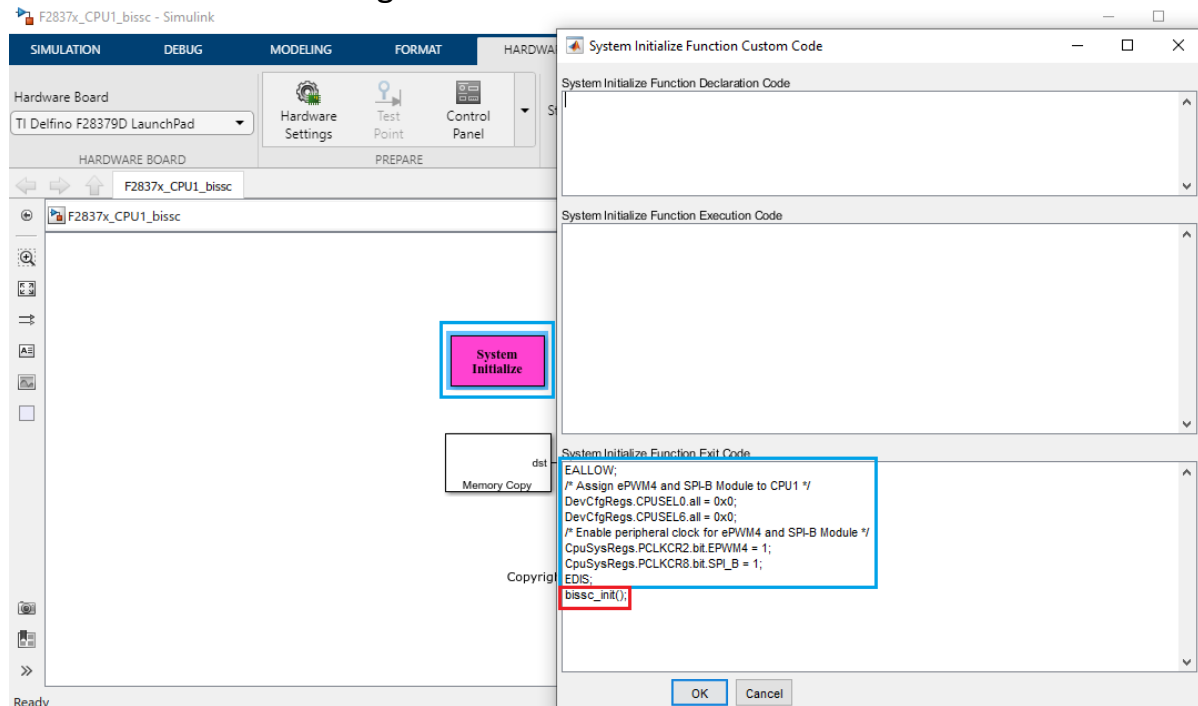 F2837x_CPU1_bissc - Simulink
SIMULATION DEBUG MODELING FORMAT HARDWA
Hardware Board
TI Delfino F28379D LaunchPad
Hardware Settings
Test Point
Control Panel
St
HARDWARE BOARD PREPARE
F2837x_CPU1_bissc
F2837x_CPU1_bissc
System
Initialize
dst
Memory Copy
Copyrig
Ready
System Initialize Function Custom Code
System Initialize Function Declaration Code
System Initialize Function Execution Code
System Initialize Function Exit Code
EALLOW;
/* Assign ePWM4 and SPI-B Module to CPU1 */
DevCfgRegs.CPUSEL0.all = 0x0;
DevCfgRegs.CPUSEL6.all = 0x0;
/* Enable peripheral clock for ePWM4 and SPI-B Module */
CpuSysRegs.PCLKCR2.bit.EPWM4 = 1;
CpuSysRegs.PCLKCR8.bit.SPI_B = 1;
EDIS;
bissc_init();
OK Cancel